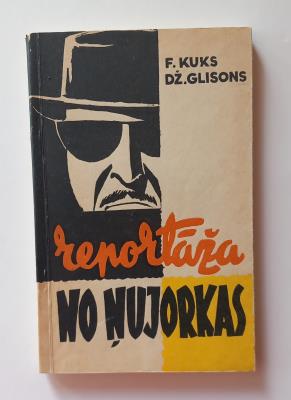 F. KUKS
DŽ. GLISONS
reportāža
NO ŅUJORKAS